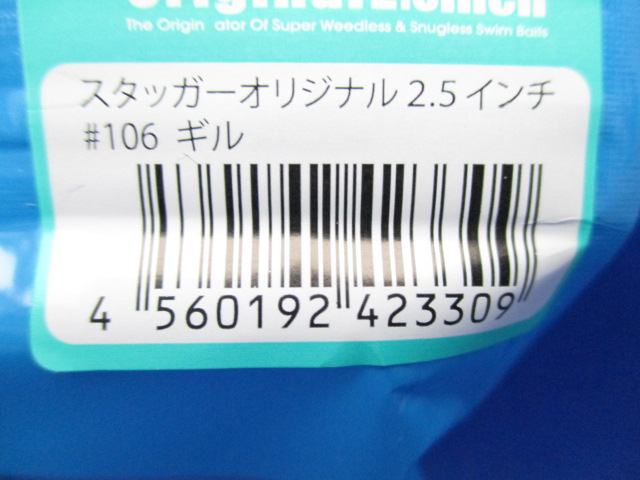 The Origin ator Of Super Weedless & Snugless Swim Baits
スタッガーオリジナル 2.5 インチ
#106 ギル
4 560192 423309